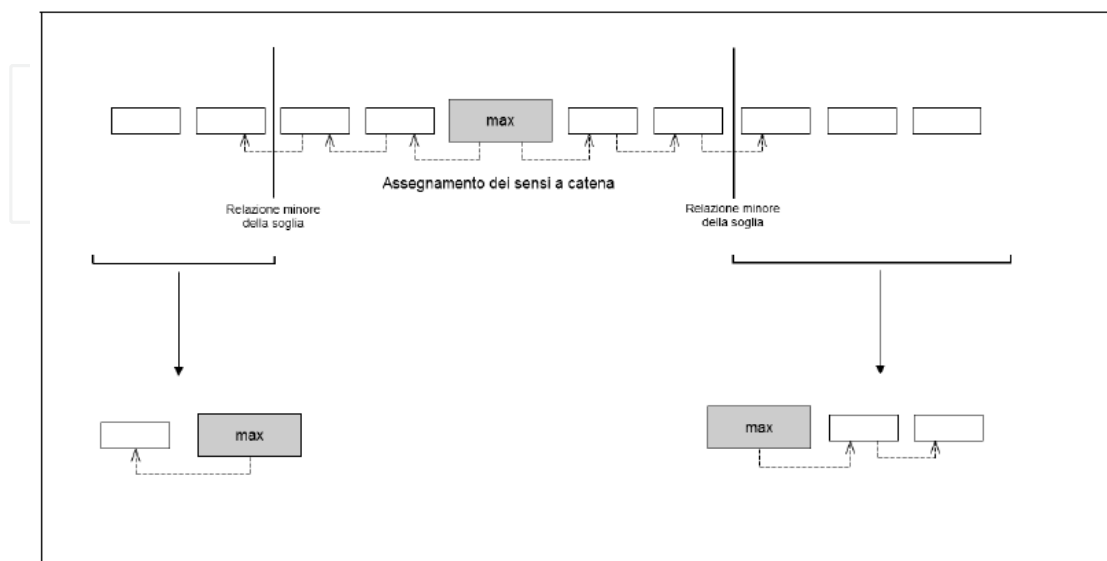 max
Assegnamento dei sensi a catena
Relazione minore
della soglia
Relazione minore
della soglia
max
max